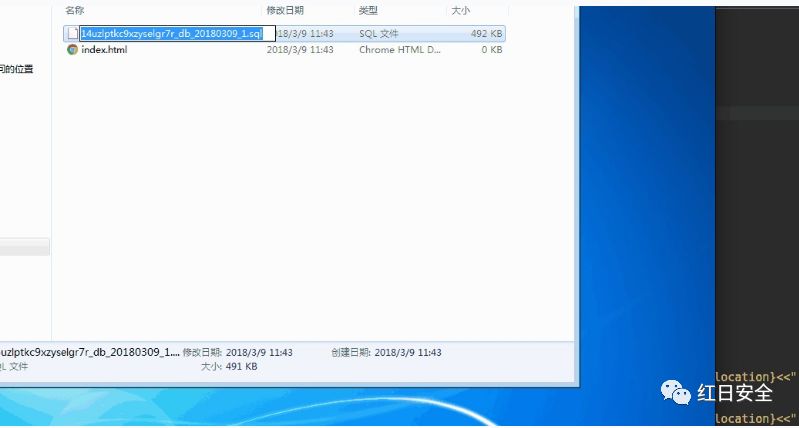 名称 修改日期 类型 大小
14uzlptkc9xzyselgr7r_db_20180309_1.sql 018/3/9 11:43 SQL 文件 492 KB
index.html 2018/3/9 11:43 Chrome HTML D... 0 KB
问的位置
uzlptkc9xzyselgr7r_db_20180309_1.... 修改日期: 2018/3/9 11:43 创建日期: 2018/3/9 11:43
QL 文件 大小: 491 KB
location}<<"
红日安全
location}<<"